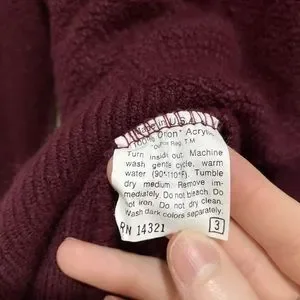 Made in U.S.A.
100% Orlon* Acrylic
*DuPont Reg. T.M.
Turn inside out. Machine
wash gentle cycle, warm
water (90°-110°F). Tumble
dry medium. Remove im-
mediately. Do not bleach. Do
not iron. Do not dry clean.
Wash dark colors separately.
RN 14321 3